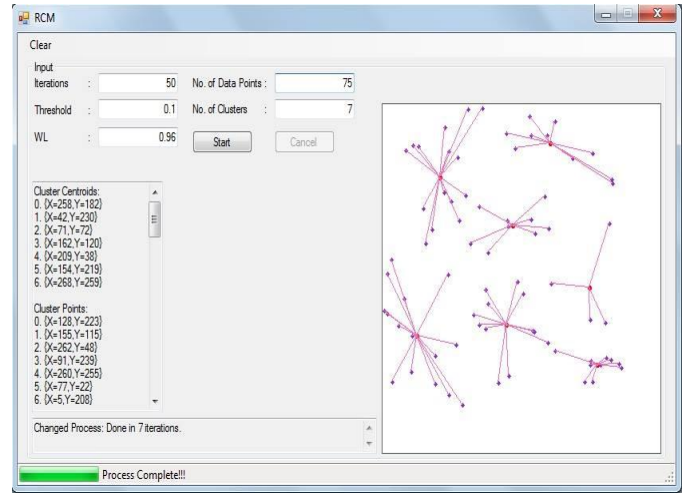 RCM
Clear
Input
Iterations : 50 No. of Data Points : 75
Threshold : 0.1 No. of Clusters : 7
WL : 0.96 Start Cancel
Cluster Centroids:
0. {X=258,Y=182}
1. {X=42,Y=230}
2. {X=71,Y=72}
3. {X=162,Y=120}
4. {X=209,Y=38}
5. {X=154,Y=219}
6. {X=268,Y=259}
Cluster Points:
0. {X=128,Y=223}
1. {X=155,Y=115}
2. {X=262,Y=48}
3. {X=91,Y=239}
4. {X=260,Y=255}
5. {X=77,Y=22}
6. {X=5,Y=208}
Changed Process: Done in 7 iterations.
Process Complete!!!